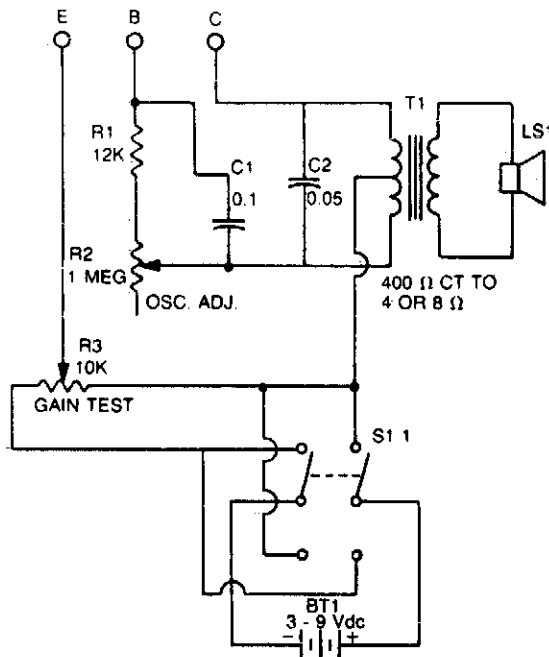 E B C
T1
LS1
R1
12K
C1
0.1
C2
0.05
R2
1 MEG
OSC. ADJ.
400 Ω CT TO
4 OR 8 Ω
R3
10K
GAIN TEST
S1 1
BT1
3 - 9 Vdc
- +